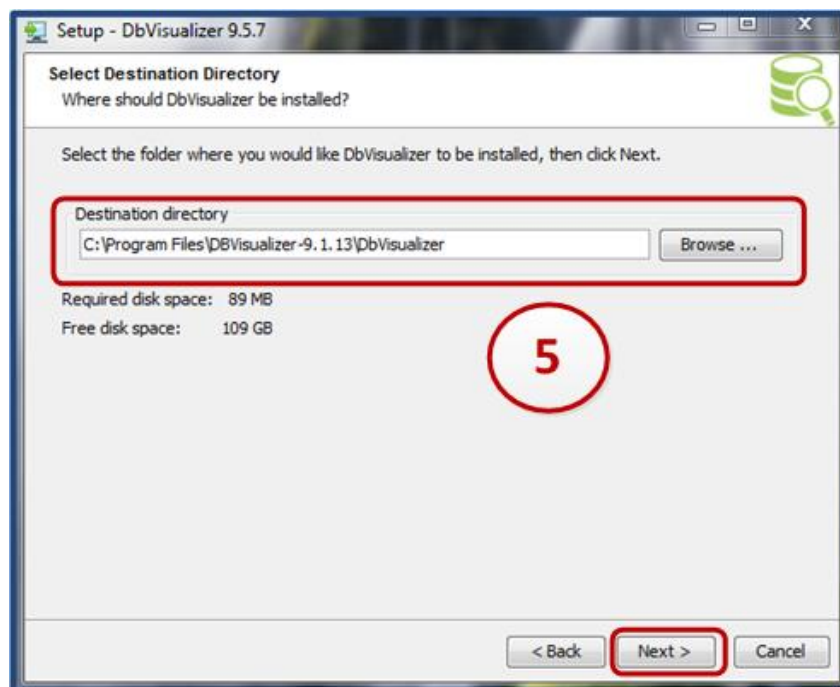 Setup - DbVisualizer 9.5.7
Select Destination Directory
Where should DbVisualizer be installed?
Select the folder where you would like DbVisualizer to be installed, then click Next.
Destination directory
C:\Program Files\DBVisualizer-9.1.13\DbVisualizer
Browse ...
Required disk space: 89 MB
Free disk space: 109 GB
5
< Back Next > Cancel